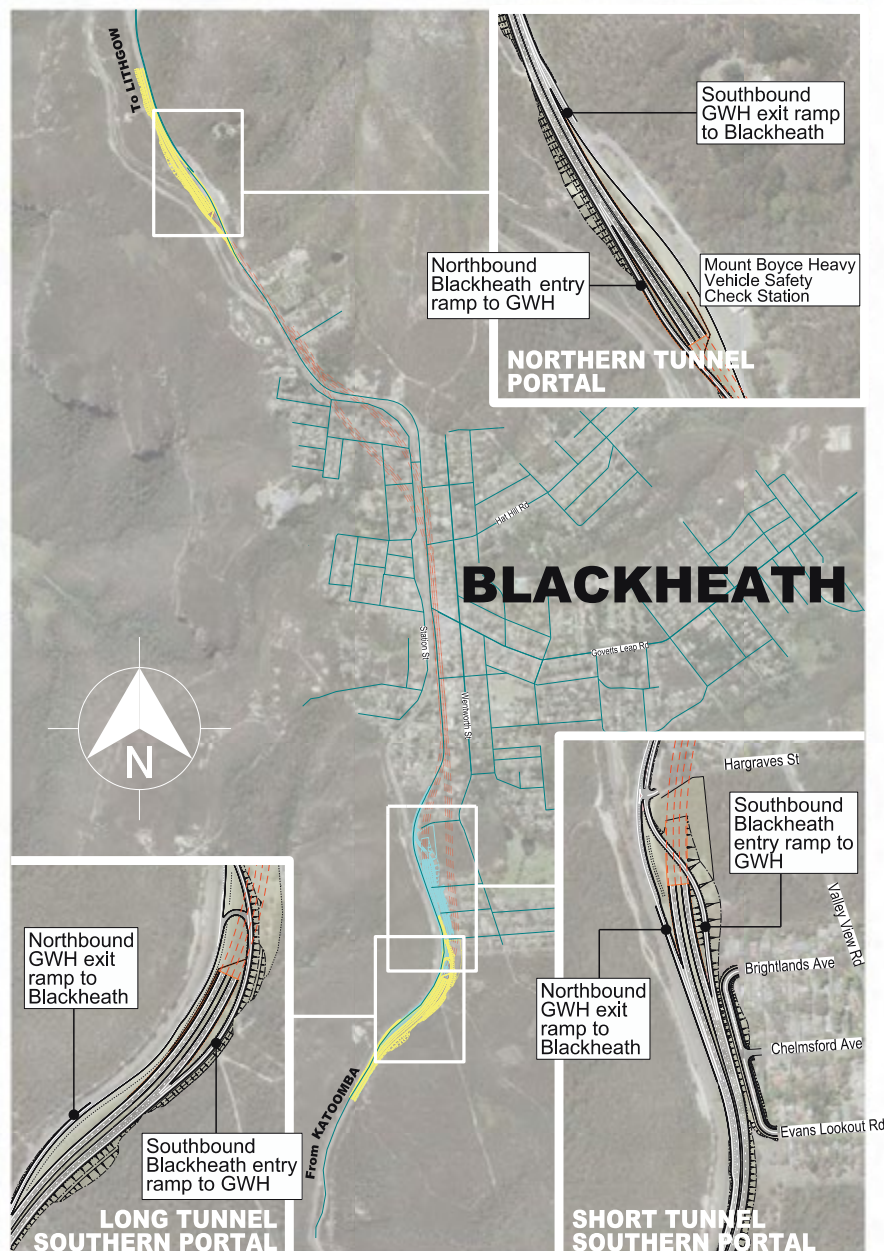 To LITHGOW
Southbound
GWH exit ramp
to Blackheath
Northbound
Blackheath entry
ramp to GWH
Mount Boyce Heavy
Vehicle Safety
Check Station
NORTHERN TUNNEL
PORTAL
Hat Hill Rd
BLACKHEATH
Station St
Govetts Leap Rd
Wentworth St
N
Hargraves St
Southbound
Blackheath
entry ramp to
GWH
Valley View Rd
Northbound
GWH exit
ramp to
Blackheath
Brightlands Ave
Northbound
GWH exit
ramp to
Blackheath
Chelmsford Ave
Evans Lookout Rd
From KATOOMBA
Southbound
Blackheath entry
ramp to GWH
LONG TUNNEL
SOUTHERN PORTAL
SHORT TUNNEL
SOUTHERN PORTAL